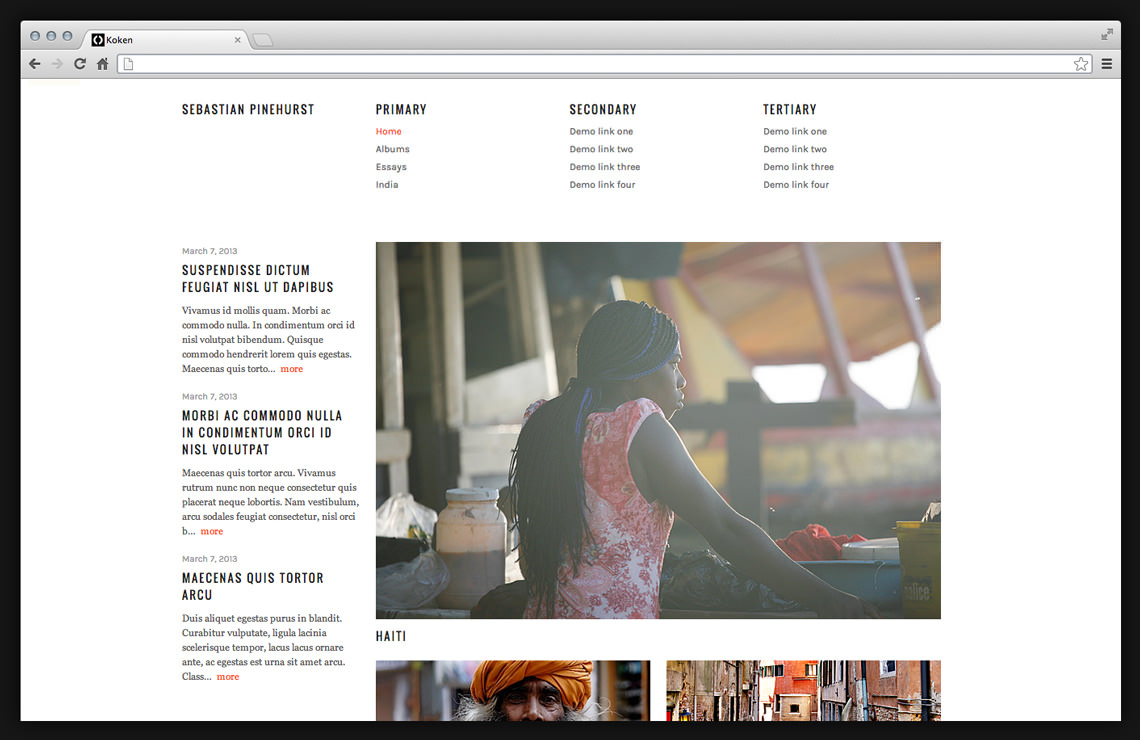 Koken
SEBASTIAN PINEHURST
PRIMARY
Home
Albums
Essays
India
SECONDARY
Demo link one
Demo link two
Demo link three
Demo link four
TERTIARY
Demo link one
Demo link two
Demo link three
Demo link four
March 7, 2013
SUSPENDISSE DICTUM
FEUGIAT NISL UT DAPIBUS
Vivamus id mollis quam. Morbi ac
commodo nulla. In condimentum orci id
nisl volutpat bibendum. Quisque
commodo hendrerit lorem quis egestas.
Maecenas quis torto... more
March 7, 2013
MORBI AC COMMODO NULLA
IN CONDIMENTUM ORCI ID
NISL VOLUTPAT
Maecenas quis tortor arcu. Vivamus
rutrum nunc non neque consectetur quis
placerat neque lobortis. Nam vestibulum,
arcu sodales feugiat consectetur, nisl orci
b... more
March 7, 2013
MAECENAS QUIS TORTOR
ARCU
Duis aliquet egestas purus in blandit.
Curabitur vulputate, ligula lacinia
scelerisque tempor, lacus lacus ornare
ante, ac egestas est urna sit amet arcu.
Class... more
HAITI